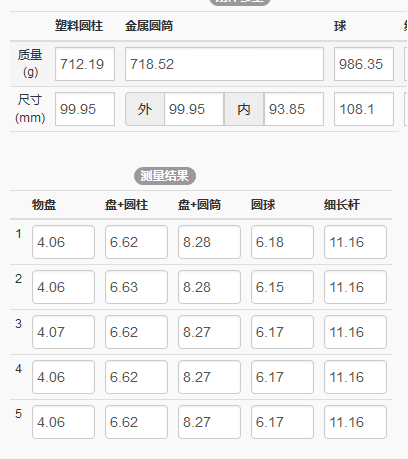 塑料圆柱 金属圆筒 球
质量(g) 712.19 718.52 986.35
尺寸(mm) 99.95 外 99.95 内 93.85 108.1
测量结果
物盘 盘+圆柱 盘+圆筒 圆球 细长杆
1 4.06 6.62 8.28 6.18 11.16
2 4.06 6.63 8.28 6.15 11.16
3 4.07 6.62 8.27 6.17 11.16
4 4.06 6.62 8.27 6.17 11.16
5 4.06 6.62 8.27 6.17 11.16